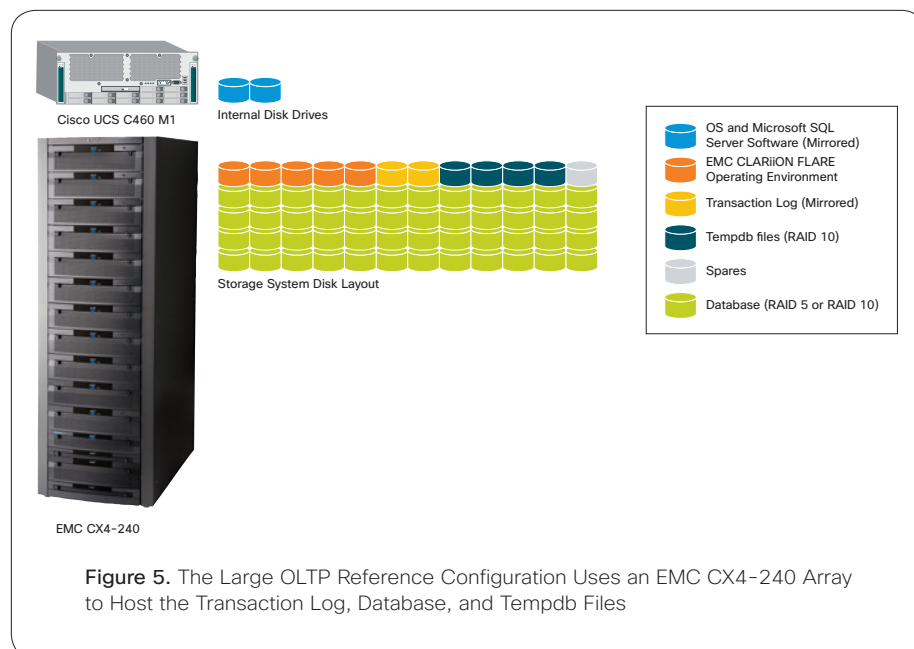 Cisco UCS C460 M1
Internal Disk Drives
Storage System Disk Layout
EMC CX4-240
OS and Microsoft SQL
Server Software (Mirrored)
EMC CLARiiON FLARE
Operating Environment
Transaction Log (Mirrored)
Tempdb files (RAID 10)
Spares
Database (RAID 5 or RAID 10)
Figure 5. The Large OLTP Reference Configuration Uses an EMC CX4-240 Array
to Host the Transaction Log, Database, and Tempdb Files